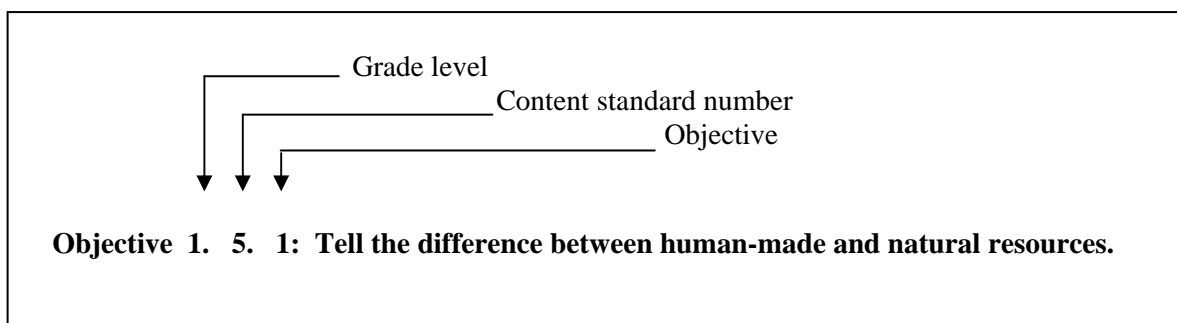 Grade level
Content standard number
Objective
Objective 1. 5. 1: Tell the difference between human-made and natural resources.